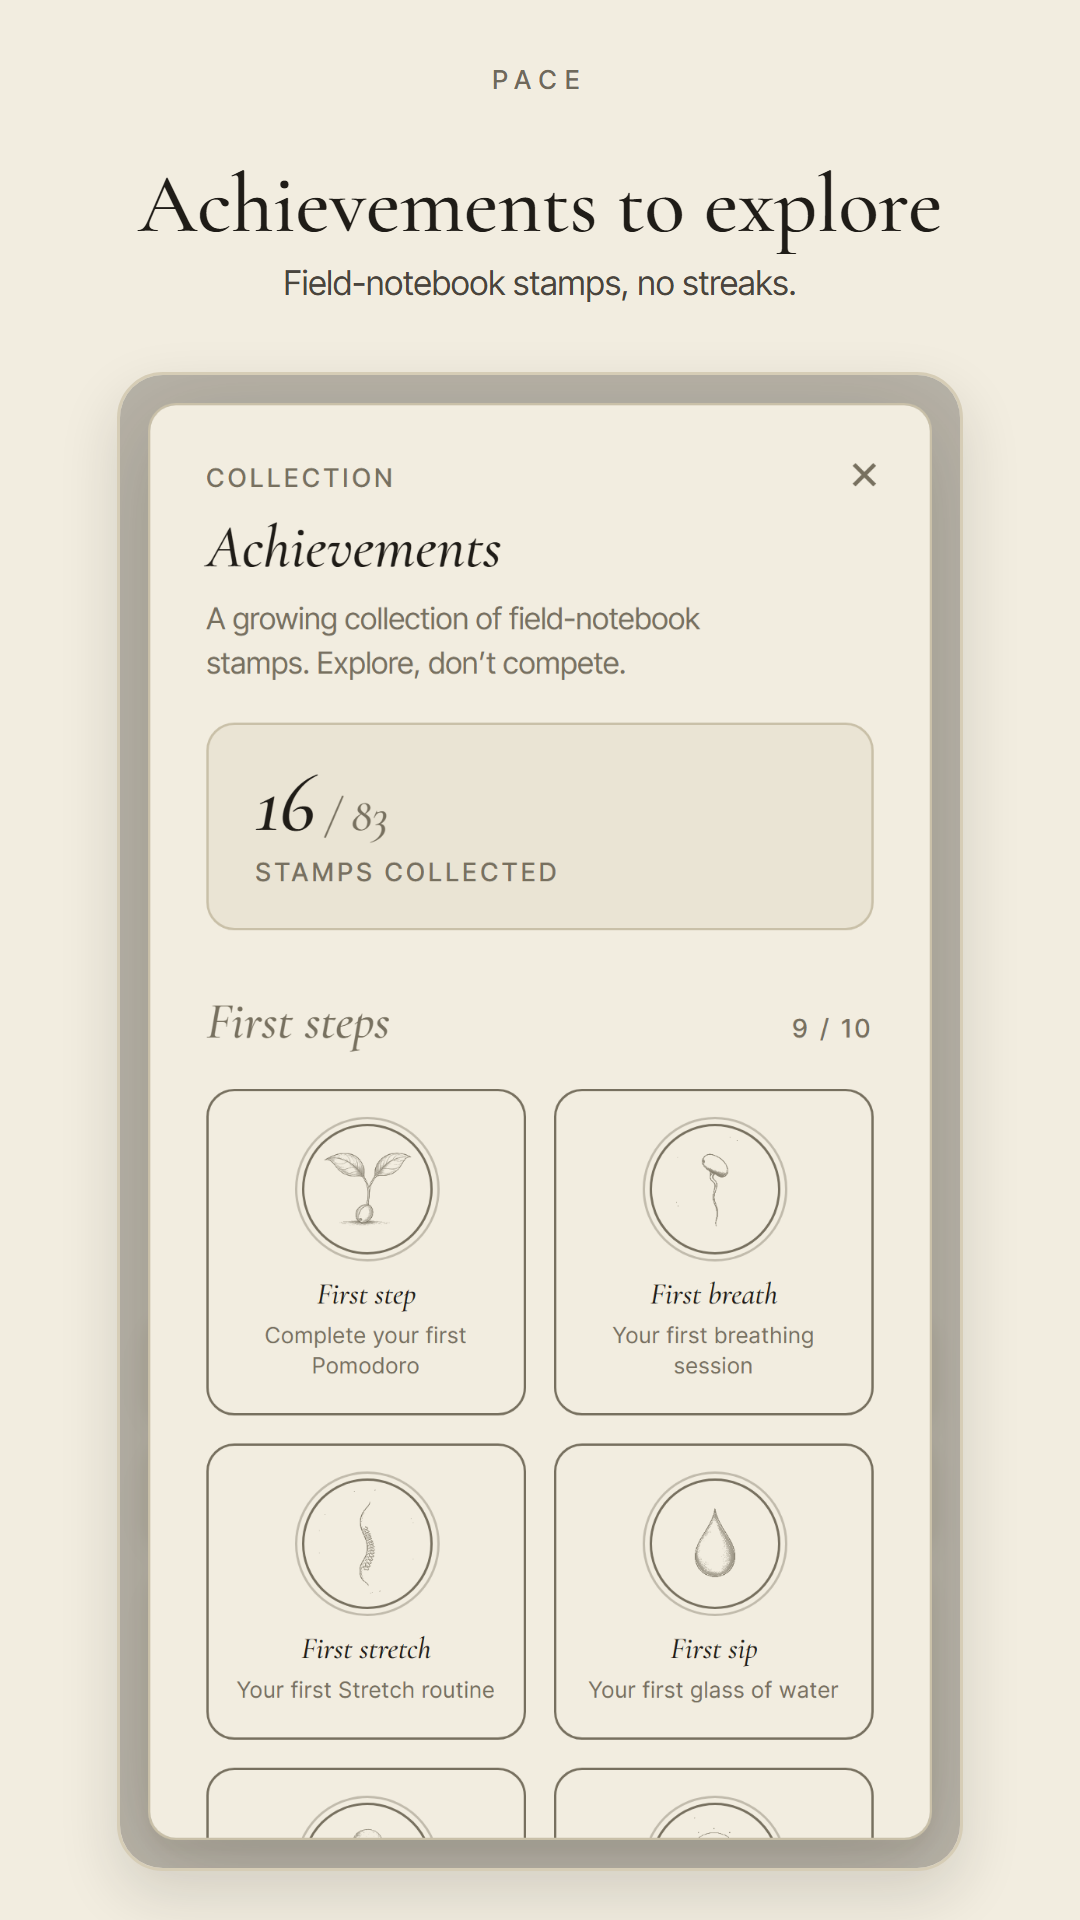 PACE
Achievements to explore
Field-notebook stamps, no streaks.
COLLECTION
Achievements
A growing collection of field-notebook
stamps. Explore, don’t compete.
16 / 83
STAMPS COLLECTED
First steps
9 / 10
First step
Complete your first
Pomodoro
First breath
Your first breathing
session
First stretch
Your first Stretch routine
First sip
Your first glass of water